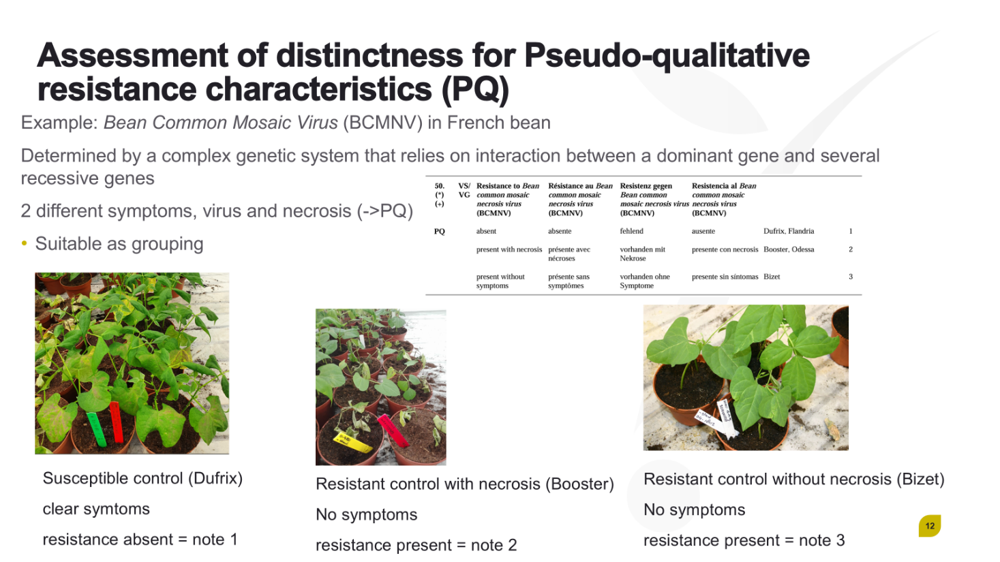 Assessment of distinctness for Pseudo-qualitative
resistance characteristics (PQ)
Example: Bean Common Mosaic Virus (BCMNV) in French bean
Determined by a complex genetic system that relies on interaction between a dominant gene and several
recessive genes
2 different symptoms, virus and necrosis (->PQ)
• Suitable as grouping
50. VS/ Resistance to Bean Résistance au Bean Resistenz gegen Resistencia al Bean
(*) VG common mosaic common mosaic Bean common common mosaic
(+) necrosis virus necrosis virus mosaic necrosis virus necrosis virus
(BCMNV) (BCMNV) (BCMNV) (BCMNV)
PQ absent absente fehlend ausente Dufrix, Flandria 1
present with necrosis présente avec vorhanden mit presente con necrosis Booster, Odessa 2
nécroses Nekrose
present without présente sans vorhanden ohne presente sin síntomas Bizet 3
symptoms symptômes Symptome
Susceptible control (Dufrix)
clear symtoms
resistance absent = note 1
Resistant control with necrosis (Booster)
No symptoms
resistance present = note 2
Resistant control without necrosis (Bizet)
No symptoms
resistance present = note 3
12